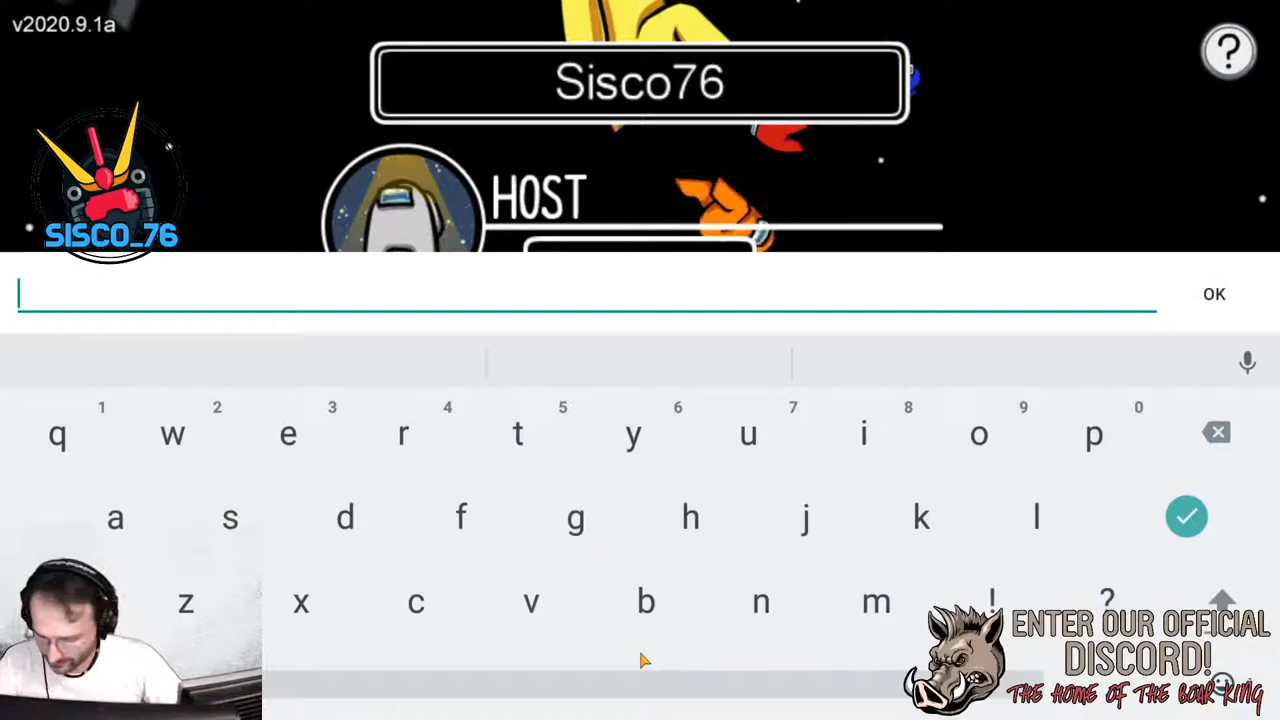 v2020.9.1a
Sisco76
?
SISCO_76
HOST
OK
1 2 3 4 5 6 7 8 9 0
q w e r t y u i o p
a s d f g h j k l
z x c v b n m ! ?
ENTER OUR OFFICIAL
DISCORD!
THE HOME OF THE BOAR KING